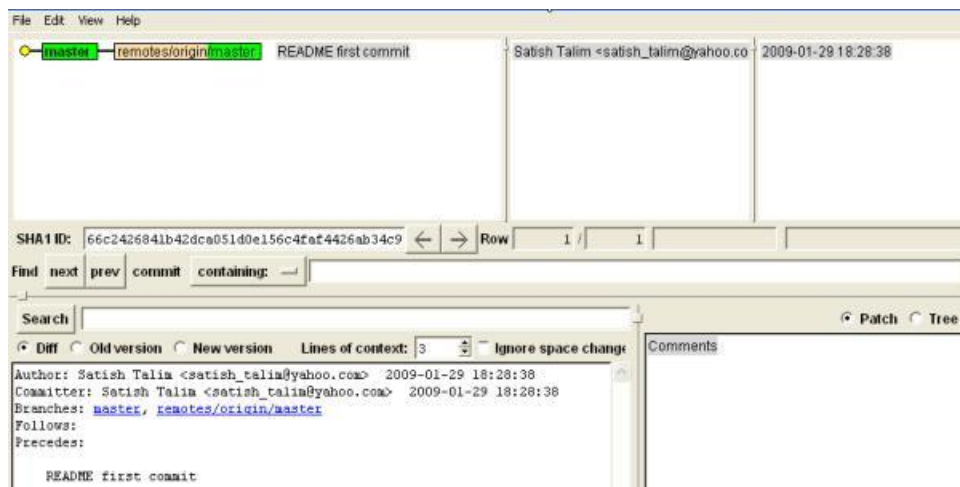 File Edit View Help
master remotes/origin/master README first commit Satish Talim <satish_talim@yahoo.co 2009-01-29 18:28:38
SHA1 ID: 66c2426841b42dca051d0e156c4faf4426ab34c9 Row 1 / 1
Find next prev commit containing:
Search Patch Tree
Diff Old version New version Lines of context: 3 Ignore space change Comments
Author: Satish Talim <satish_talim@yahoo.com> 2009-01-29 18:28:38
Committer: Satish Talim <satish_talim@yahoo.com> 2009-01-29 18:28:38
Branches: master, remotes/origin/master
Follows:
Precedes:
README first commit